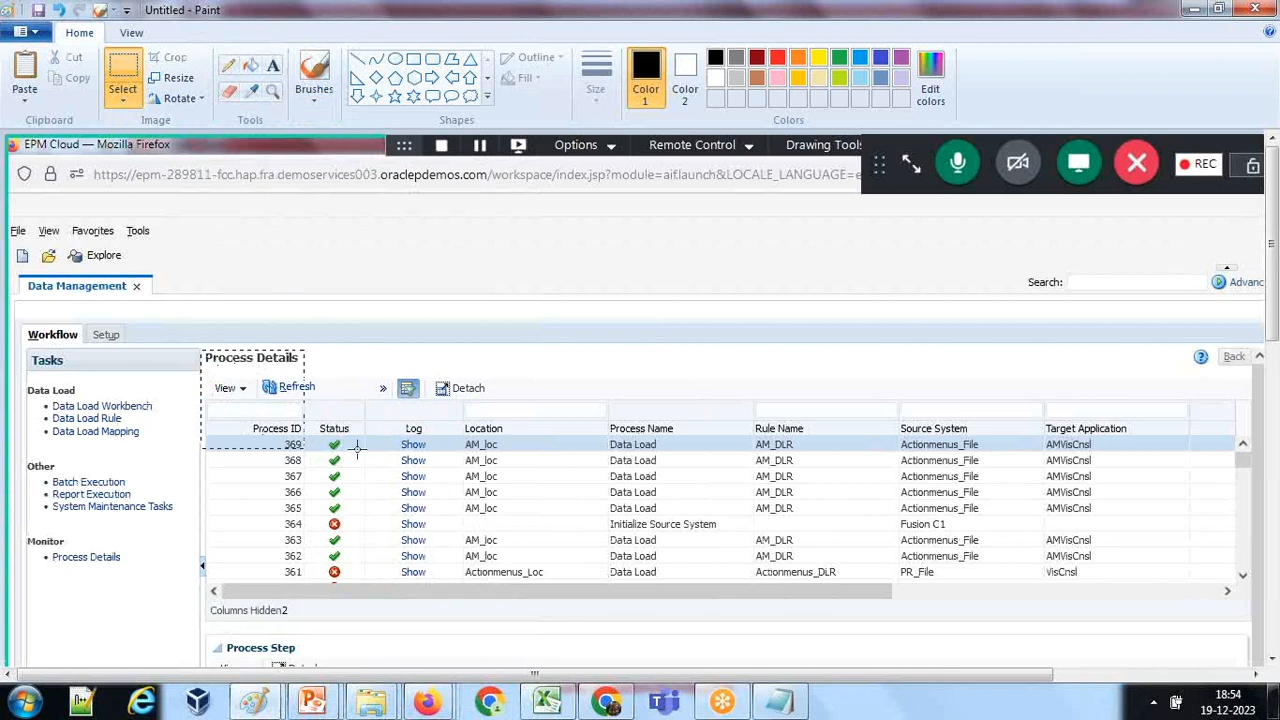 Untitled - Paint
Home View
Paste
Cut
Copy
Clipboard
Select
Crop
Resize
Rotate
Image
A
Tools
Brushes
Outline
Fill
Shapes
Size
Color 1
Color 2
Edit colors
Colors
EPM Cloud — Mozilla Firefox
Options Remote Control Drawing Tools
REC
https://epm-289811-fcc.hap.ra.demoservices003.oraclepdemos.com/workspace/index.jsp?module=aif.launch&LOCALE_LANGUAGE=e
File View Favorites Tools
Explore
Data Management
Search: Advanc
Workflow Setup
Tasks
Data Load
Data Load Workbench
Data Load Rule
Data Load Mapping
Other
Batch Execution
Report Execution
System Maintenance Tasks
Monitor
Process Details
Process Details
Back
View Refresh » Detach
Process ID Status Log Location Process Name Rule Name Source System Target Application
369 Show AM_loc Data Load AM_DLR Actionmenus_File AMVisCnsl
368 Show AM_loc Data Load AM_DLR Actionmenus_File AMVisCnsl
367 Show AM_loc Data Load AM_DLR Actionmenus_File AMVisCnsl
366 Show AM_loc Data Load AM_DLR Actionmenus_File AMVisCnsl
365 Show AM_loc Data Load AM_DLR Actionmenus_File AMVisCnsl
364 Show Initialize Source System Fusion C1
363 Show AM_loc Data Load AM_DLR Actionmenus_File AMVisCnsl
362 Show AM_loc Data Load AM_DLR Actionmenus_File AMVisCnsl
361 Show Actionmenus_Loc Data Load Actionmenus_DLR PR_File VisCnsl
Columns Hidden2
Process Step
18:54
19-12-2023